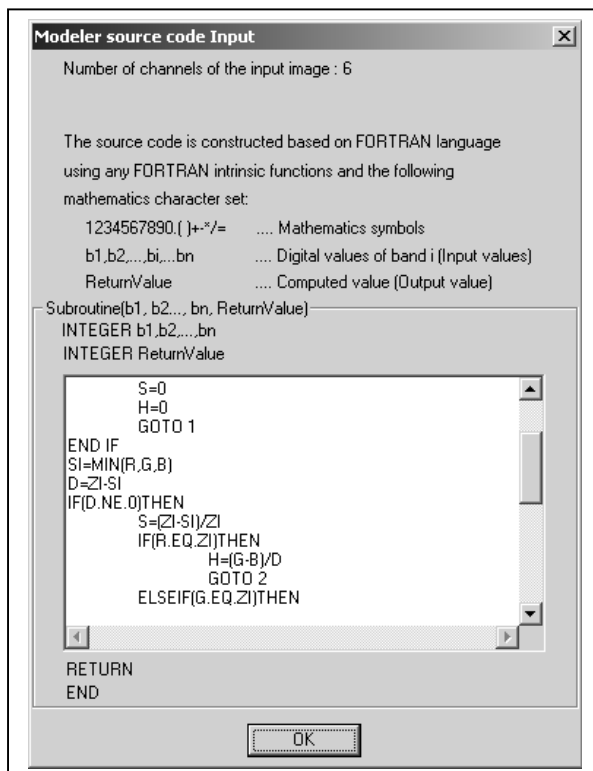 Modeler source code Input
Number of channels of the input image : 6
The source code is constructed based on FORTRAN language
using any FORTRAN intrinsic functions and the following
mathematics character set:
1234567890.( )+-*/= .... Mathematics symbols
b1,b2,...,bi,...bn .... Digital values of band i (Input values)
ReturnValue .... Computed value (Output value)
Subroutine(b1, b2..., bn, ReturnValue)
INTEGER b1,b2,...,bn
INTEGER ReturnValue
S=0
H=0
GOTO 1
END IF
SI=MIN(R,G,B)
D=ZI-SI
IF(D.NE.0)THEN
S=(ZI-SI)/ZI
IF(R.EQ.ZI)THEN
H=(G-B)/D
GOTO 2
ELSEIF(G.EQ.ZI)THEN
RETURN
END
OK